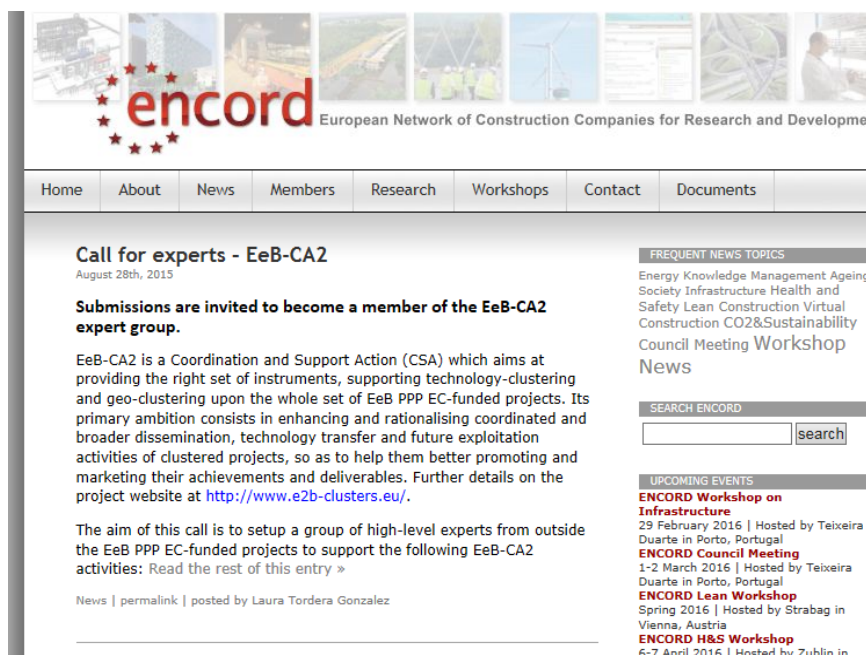 encord
European Network of Construction Companies for Research and Developme
Home About News Members Research Workshops Contact Documents
Call for experts - EeB-CA2
August 28th, 2015
Submissions are invited to become a member of the EeB-CA2
expert group.
EeB-CA2 is a Coordination and Support Action (CSA) which aims at
providing the right set of instruments, supporting technology-clustering
and geo-clustering upon the whole set of EeB PPP EC-funded projects. Its
primary ambition consists in enhancing and rationalising coordinated and
broader dissemination, technology transfer and future exploitation
activities of clustered projects, so as to help them better promoting and
marketing their achievements and deliverables. Further details on the
project website at http://www.e2b-clusters.eu/.
The aim of this call is to setup a group of high-level experts from outside
the EeB PPP EC-funded projects to support the following EeB-CA2
activities: Read the rest of this entry »
News | permalink | posted by Laura Tordera Gonzalez
FREQUENT NEWS TOPICS
Energy Knowledge Management Ageing
Society Infrastructure Health and
Safety Lean Construction Virtual
Construction CO2&Sustainability
Council Meeting Workshop
News
SEARCH ENCORD
search
UPCOMING EVENTS
ENCORD Workshop on
Infrastructure
29 February 2016 | Hosted by Teixeira
Duarte in Porto, Portugal
ENCORD Council Meeting
1-2 March 2016 | Hosted by Teixeira
Duarte in Porto, Portugal
ENCORD Lean Workshop
Spring 2016 | Hosted by Strabag in
Vienna, Austria
ENCORD H&S Workshop
6-7 April 2016 | Hosted by Zublin in